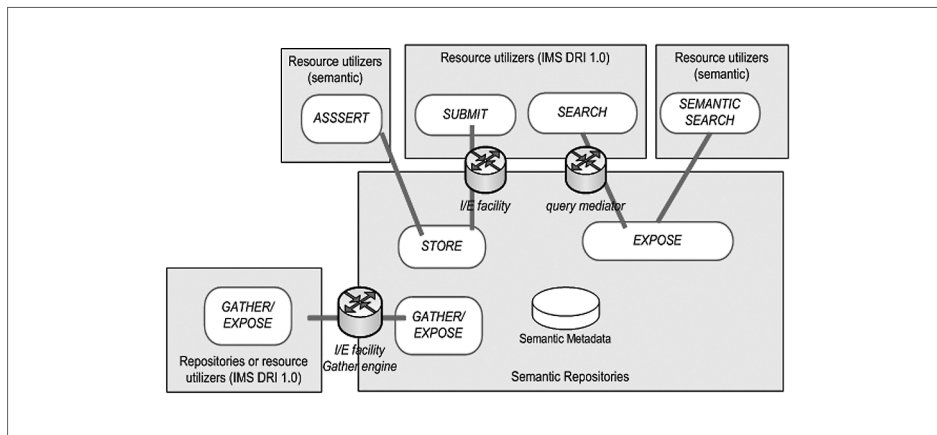 Resource utilizers
(semantic)
ASSSERT
Resource utilizers (IMS DRI 1.0)
SUBMIT
SEARCH
Resource utilizers
(semantic)
SEMANTIC
SEARCH
I/E facility
query mediator
STORE
EXPOSE
GATHER/
EXPOSE
Repositories or resource
utilizers (IMS DRI 1.0)
I/E facility
Gather engine
GATHER/
EXPOSE
Semantic Metadata
Semantic Repositories